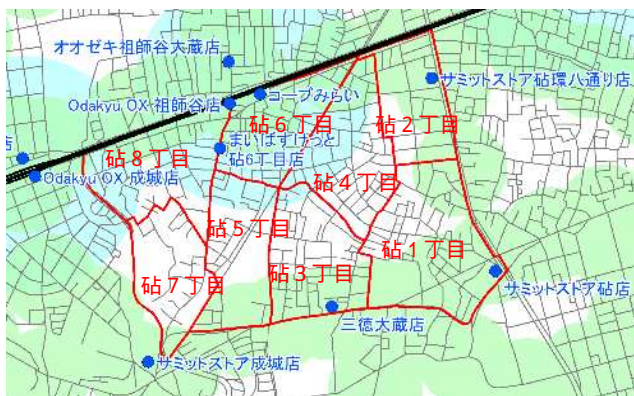 オオゼキ祖師谷大蔵店
サミットストア砧環八通り店
コープみらい
Odakyu OX 祖師谷店
砧6丁目
砧2丁目
まいばすけっと
砧6丁目店
店
砧8丁目
Odakyu OX 成城店
砧4丁目
砧5丁目
砧1丁目
砧3丁目
砧7丁目
サミットストア砧店
三徳大蔵店
サミットストア成城店